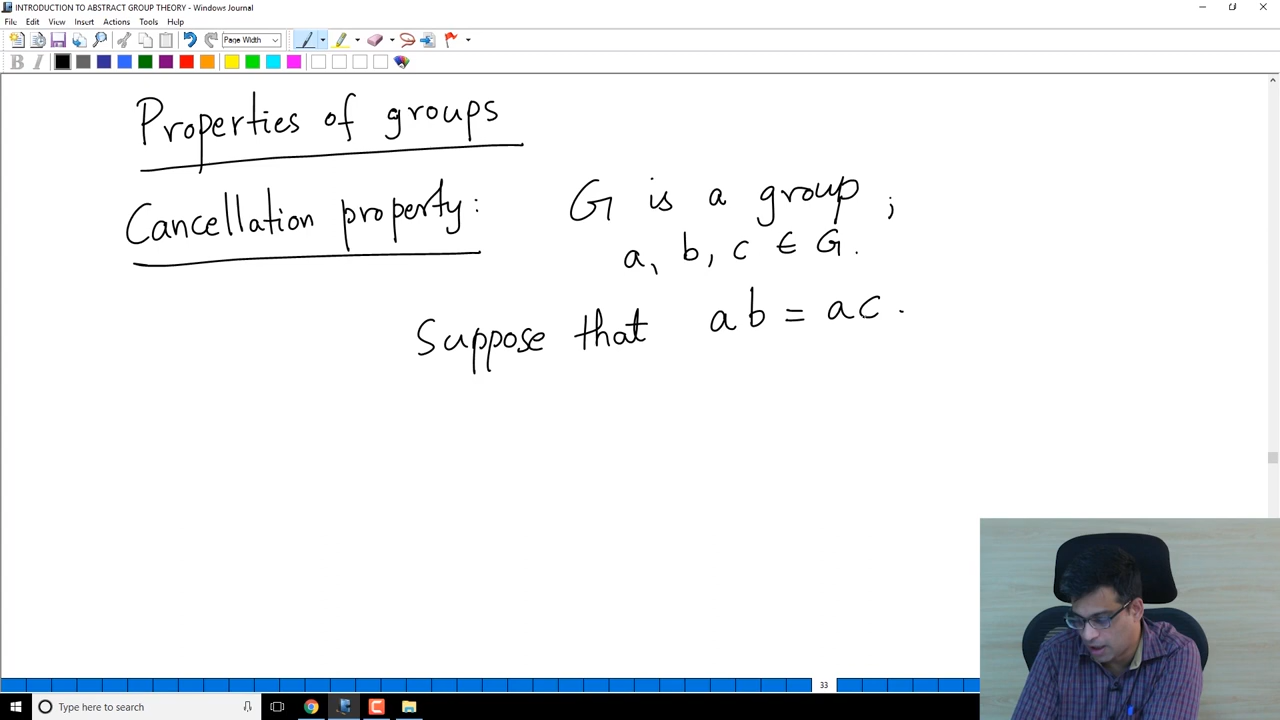 INTRODUCTION TO ABSTRACT GROUP THEORY - Windows Journal
File Edit View Insert Actions Tools Help
Page Width
B I
Properties of groups
Cancellation property: G is a group ;
a, b, c ∈ G.
Suppose that ab = ac.
33
Type here to search